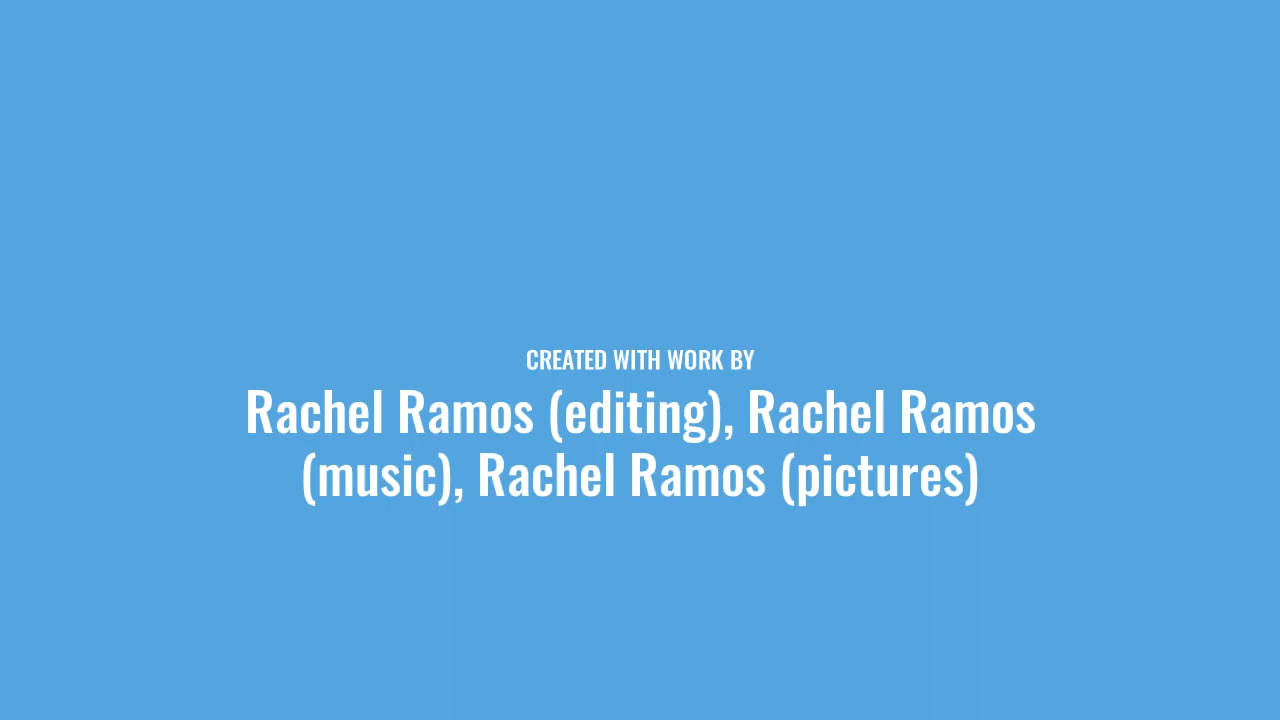 CREATED WITH WORK BY
Rachel Ramos (editing), Rachel Ramos
(music), Rachel Ramos (pictures)